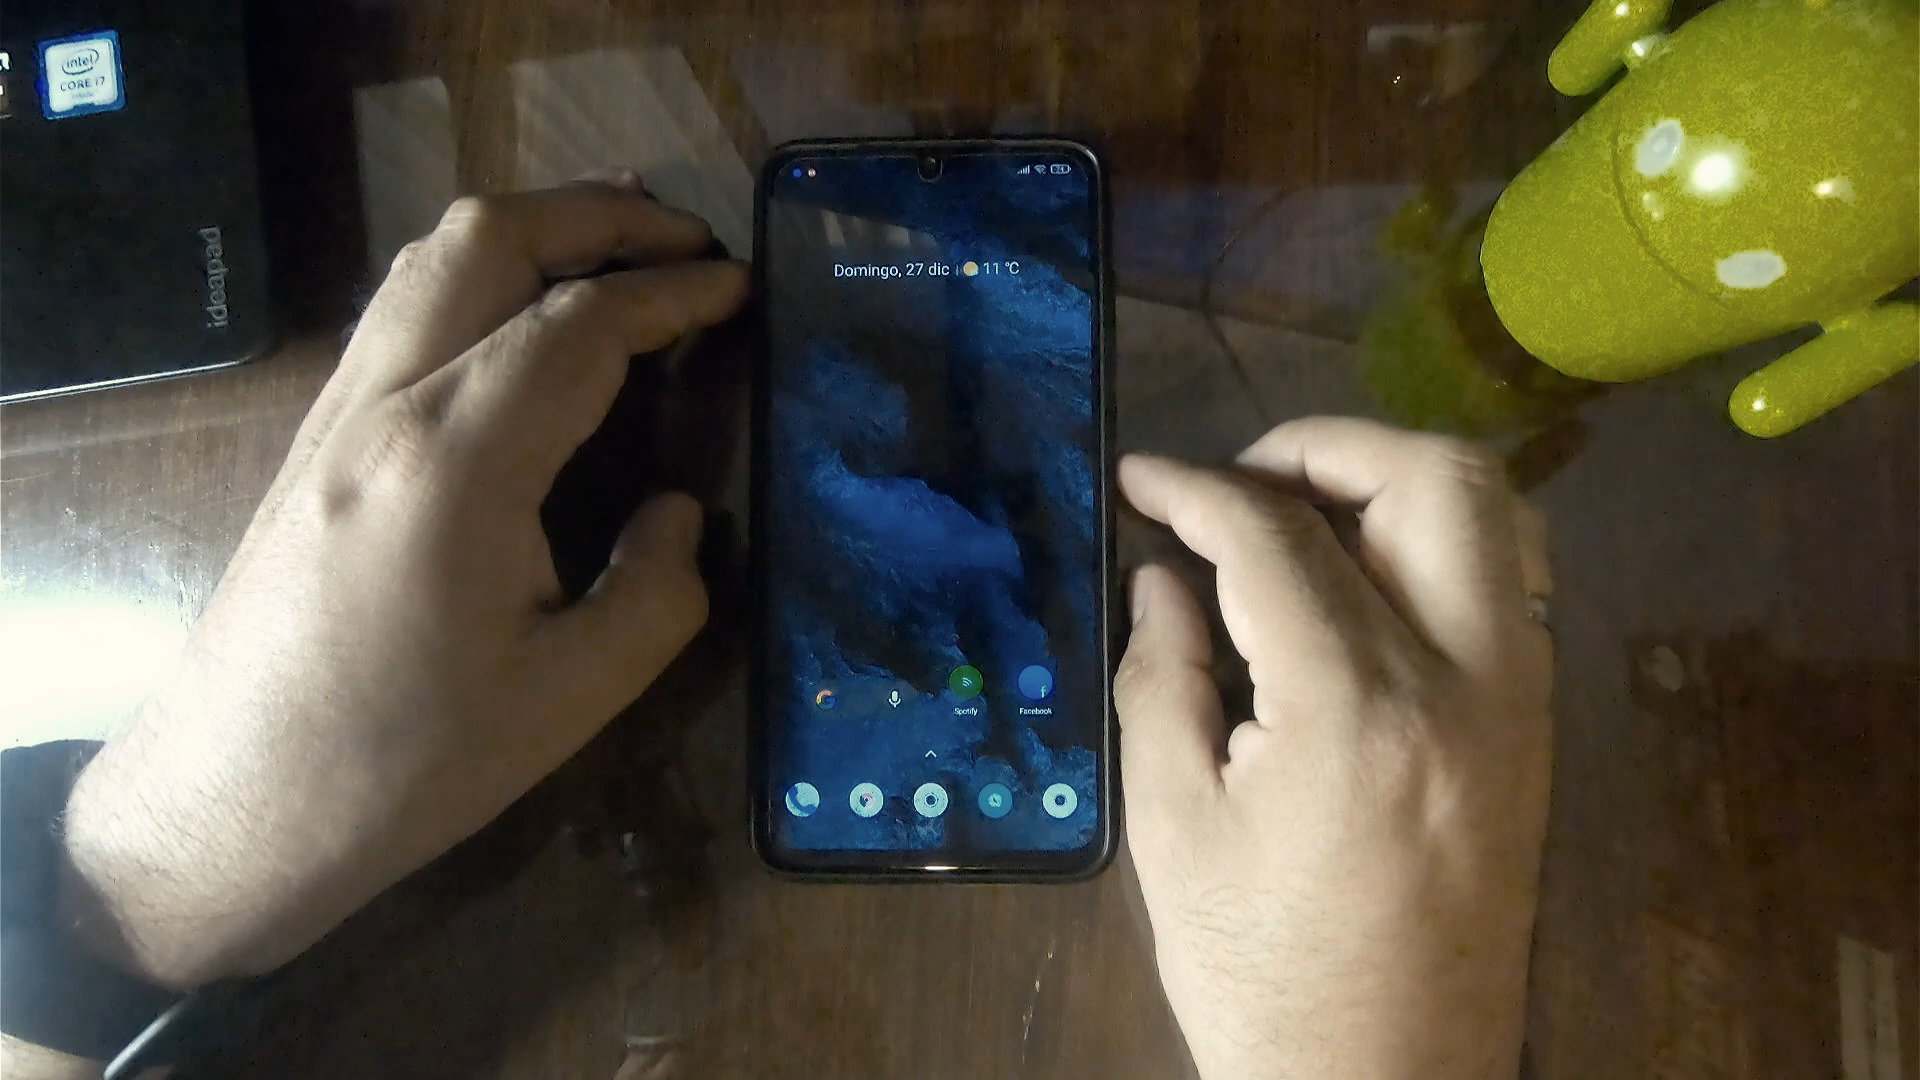 intel
CORE i7
ideapad
Domingo, 27 dic | 11 °C
Spotify
Facebook